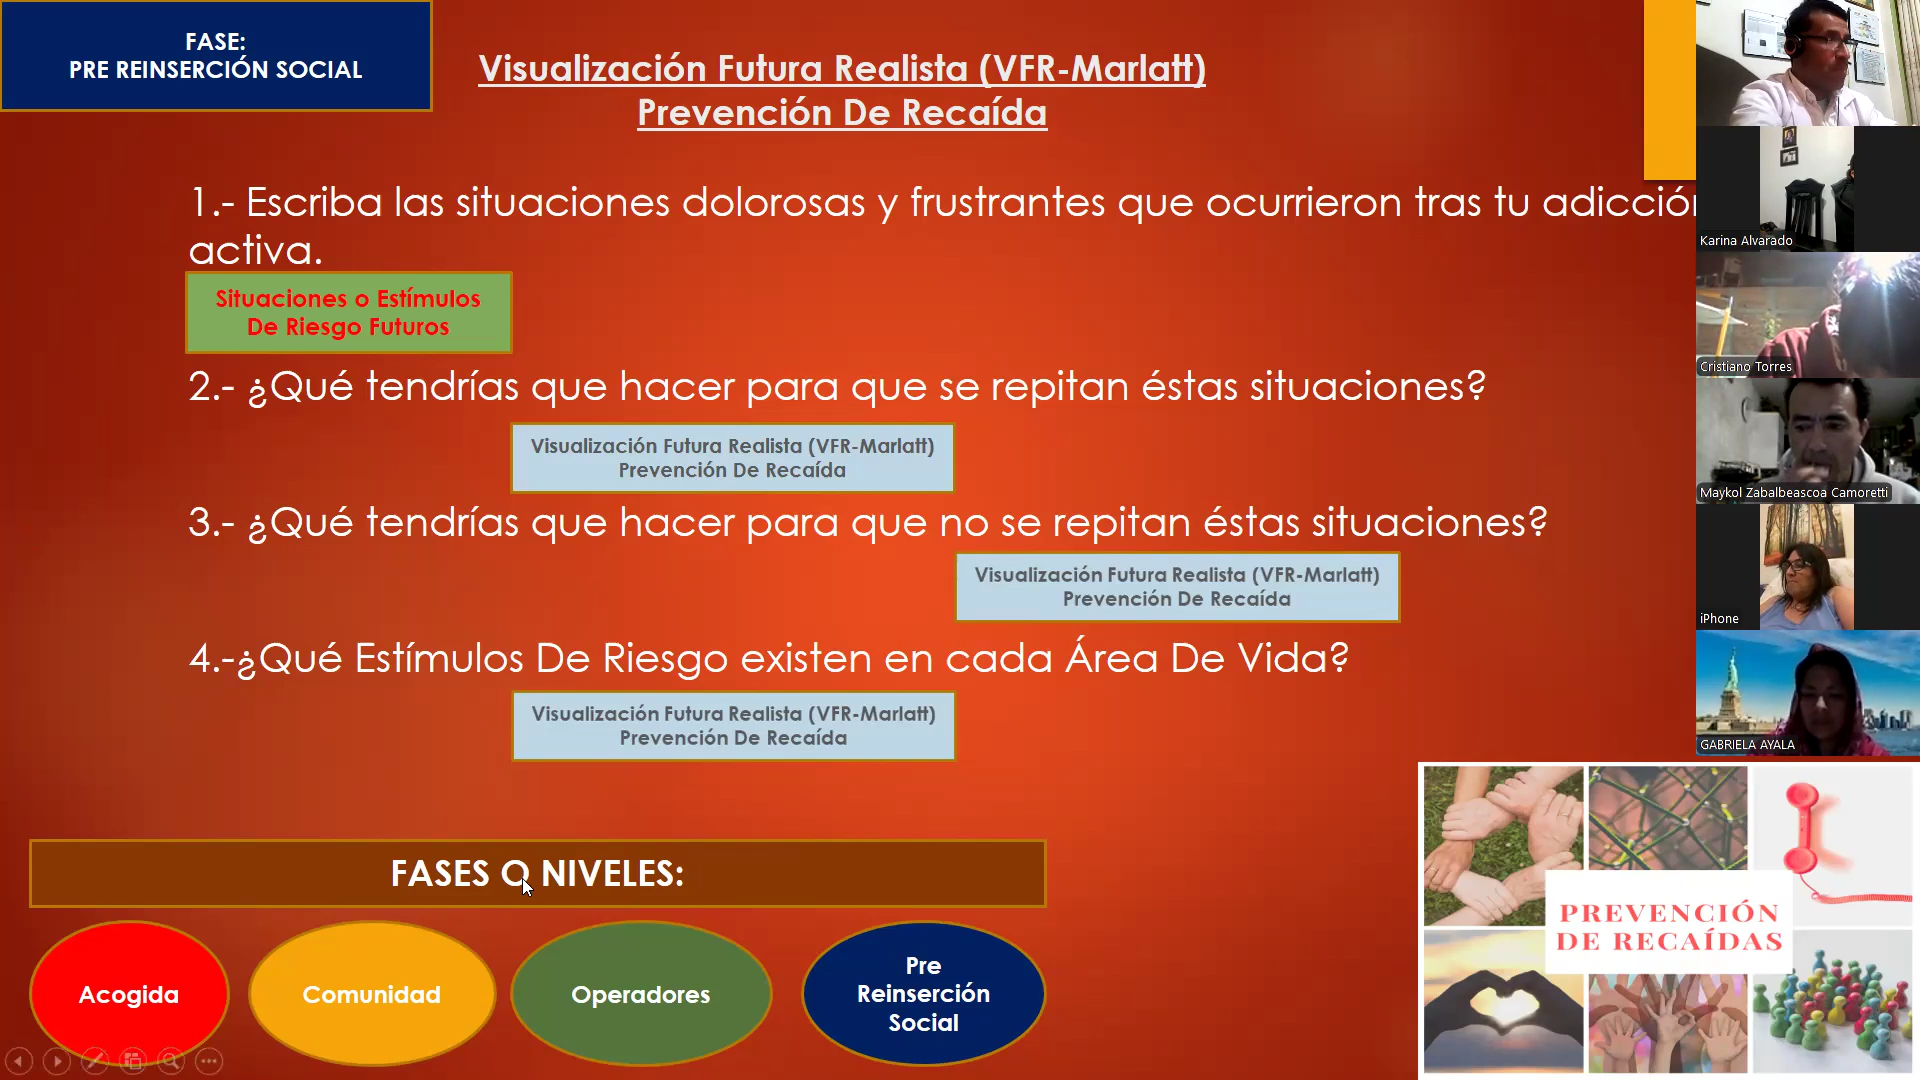 FASE:
PRE REINSERCIÓN SOCIAL
Visualización Futura Realista (VFR-Marlatt)
Prevención De Recaída
1.- Escriba las situaciones dolorosas y frustrantes que ocurrieron tras tu adicción
activa.
Situaciones o Estímulos
De Riesgo Futuros
2.- ¿Qué tendrías que hacer para que se repitan éstas situaciones?
Visualización Futura Realista (VFR-Marlatt)
Prevención De Recaída
3.- ¿Qué tendrías que hacer para que no se repitan éstas situaciones?
Visualización Futura Realista (VFR-Marlatt)
Prevención De Recaída
4.-¿Qué Estímulos De Riesgo existen en cada Área De Vida?
Visualización Futura Realista (VFR-Marlatt)
Prevención De Recaída
FASES O NIVELES:
Acogida
Comunidad
Operadores
Pre
Reinserción
Social
Karina Alvarado
Cristiano Torres
Maykol Zabalbeascoa Camoretti
iPhone
GABRIELA AYALA
PREVENCIÓN
DE RECAÍDAS